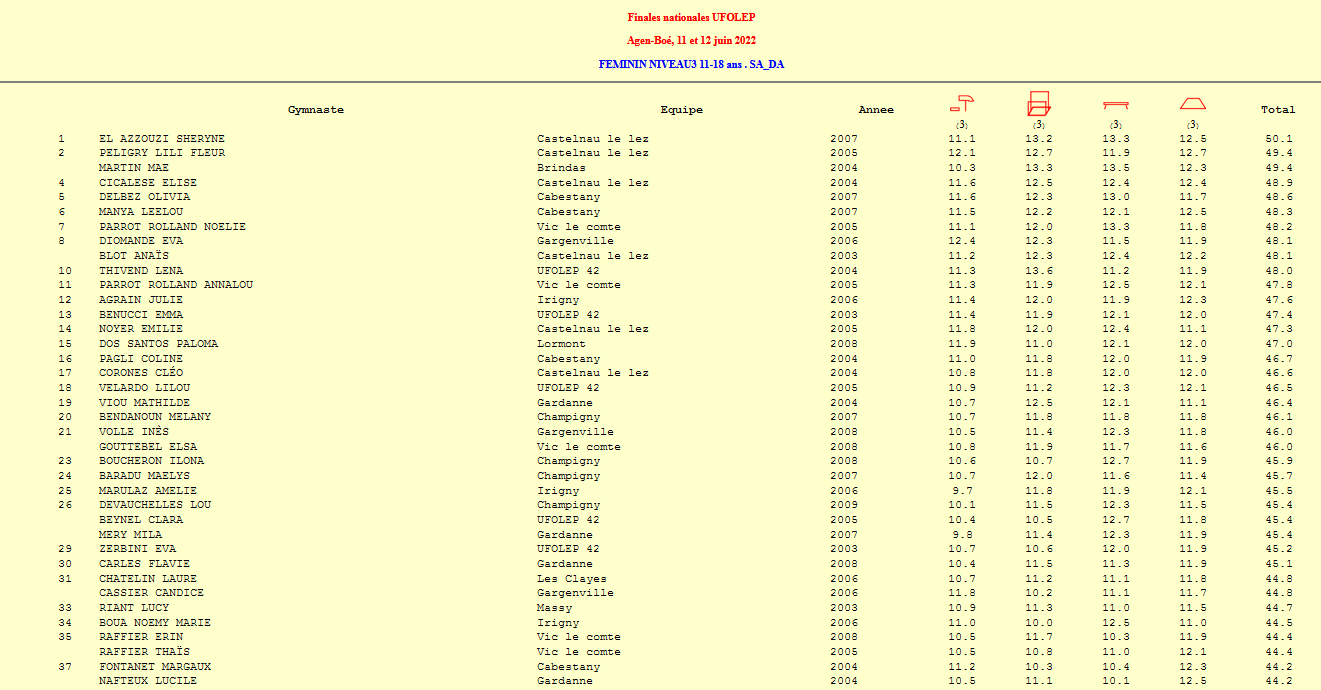 Finales nationales UFOLEP
Agen-Boé, 11 et 12 juin 2022
FEMININ NIVEAU3 11-18 ans . SA_DA
Gymnaste Equipe Annee Total
(3) (3) (3) (3)
1 EL AZZOUZI SHERYNE Castelnau le lez 2007 11.1 13.2 13.3 12.5 50.1
2 PELIGRY LILI FLEUR Castelnau le lez 2005 12.1 12.7 11.9 12.7 49.4
MARTIN MAE Brindas 2004 10.3 13.3 13.5 12.3 49.4
4 CICALESE ELISE Castelnau le lez 2004 11.6 12.5 12.4 12.4 48.9
5 DELBEZ OLIVIA Cabestany 2007 11.6 12.3 13.0 11.7 48.6
6 MANYA LEELOU Cabestany 2007 11.5 12.2 12.1 12.5 48.3
7 PARROT ROLLAND NOELIE Vic le comte 2005 11.1 12.0 13.3 11.8 48.2
8 DIOMANDE EVA Gargenville 2006 12.4 12.3 11.5 11.9 48.1
BLOT ANAÏS Castelnau le lez 2003 11.2 12.3 12.4 12.2 48.1
10 THIVEND LENA UFOLEP 42 2004 11.3 13.6 11.2 11.9 48.0
11 PARROT ROLLAND ANNALOU Vic le comte 2005 11.3 11.9 12.5 12.1 47.8
12 AGRAIN JULIE Irigny 2006 11.4 12.0 11.9 12.3 47.6
13 BENUCCI EMMA UFOLEP 42 2003 11.4 11.9 12.1 12.0 47.4
14 NOYER EMILIE Castelnau le lez 2005 11.8 12.0 12.4 11.1 47.3
15 DOS SANTOS PALOMA Lormont 2008 11.9 11.0 12.1 12.0 47.0
16 PAGLI COLINE Cabestany 2004 11.0 11.8 12.0 11.9 46.7
17 CORONES CLÉO Castelnau le lez 2004 10.8 11.8 12.0 12.0 46.6
18 VELARDO LILOU UFOLEP 42 2005 10.9 11.2 12.3 12.1 46.5
19 VIOU MATHILDE Gardanne 2004 10.7 12.5 12.1 11.1 46.4
20 BENDANOUN MELANY Champigny 2007 10.7 11.8 11.8 11.8 46.1
21 VOLLE INÈS Gargenville 2008 10.5 11.4 12.3 11.8 46.0
GOUTTEBEL ELSA Vic le comte 2008 10.8 11.9 11.7 11.6 46.0
23 BOUCHERON ILONA Champigny 2008 10.6 10.7 12.7 11.9 45.9
24 BARADU MAELYS Champigny 2007 10.7 12.0 11.6 11.4 45.7
25 MARULAZ AMELIE Irigny 2006 9.7 11.8 11.9 12.1 45.5
26 DEVAUCHELLES LOU Champigny 2009 10.1 11.5 12.3 11.5 45.4
BEYNEL CLARA UFOLEP 42 2005 10.4 10.5 12.7 11.8 45.4
MERY MILA Gardanne 2007 9.8 11.4 12.3 11.9 45.4
29 ZERBINI EVA UFOLEP 42 2003 10.7 10.6 12.0 11.9 45.2
30 CARLES FLAVIE Gardanne 2008 10.4 11.5 11.3 11.9 45.1
31 CHATELIN LAURE Les Clayes 2006 10.7 11.2 11.1 11.8 44.8
CASSIER CANDICE Gargenville 2006 11.8 10.2 11.1 11.7 44.8
33 RIANT LUCY Massy 2003 10.9 11.3 11.0 11.5 44.7
34 BOUA NOEMY MARIE Irigny 2006 11.0 10.0 12.5 11.0 44.5
35 RAFFIER ERIN Vic le comte 2008 10.5 11.7 10.3 11.9 44.4
RAFFIER THAÏS Vic le comte 2005 10.5 10.8 11.0 12.1 44.4
37 FONTANET MARGAUX Cabestany 2004 11.2 10.3 10.4 12.3 44.2
NAFTEUX LUCILE Gardanne 2004 10.5 11.1 10.1 12.5 44.2